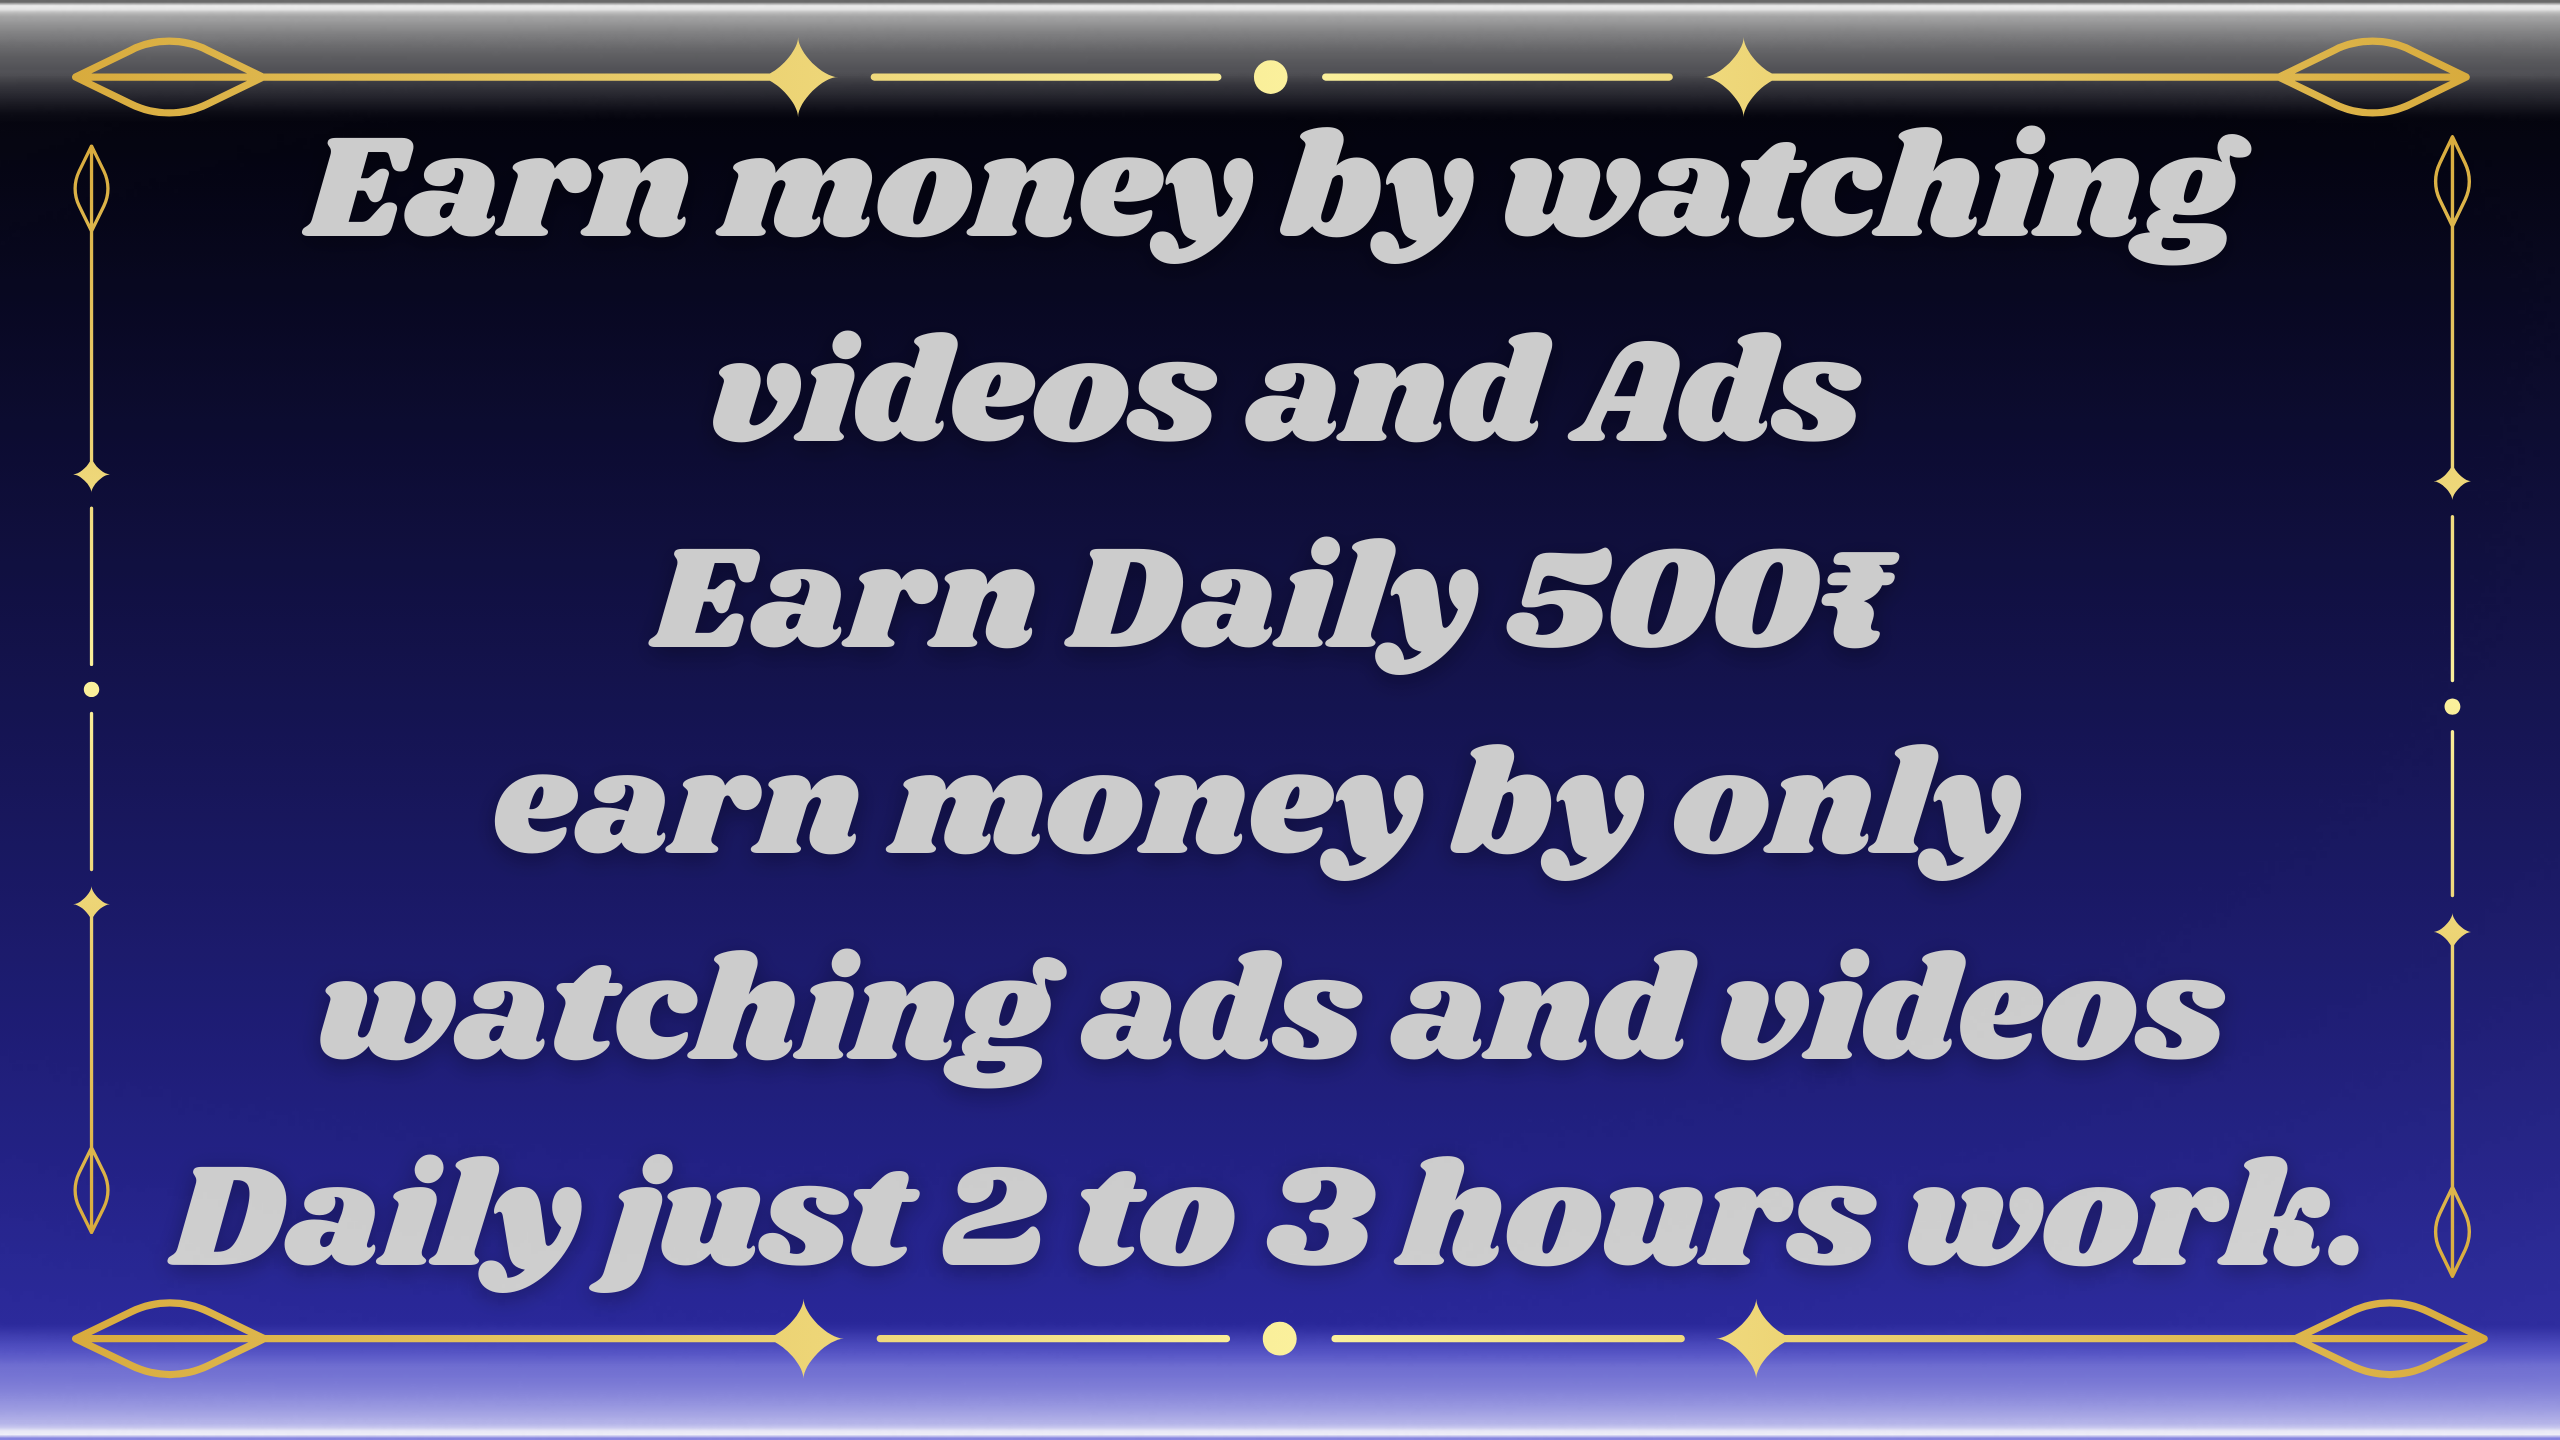 Earn money by watching
videos and Ads
Earn Daily 500₹
earn money by only
watching ads and videos
Daily just 2 to 3 hours work.